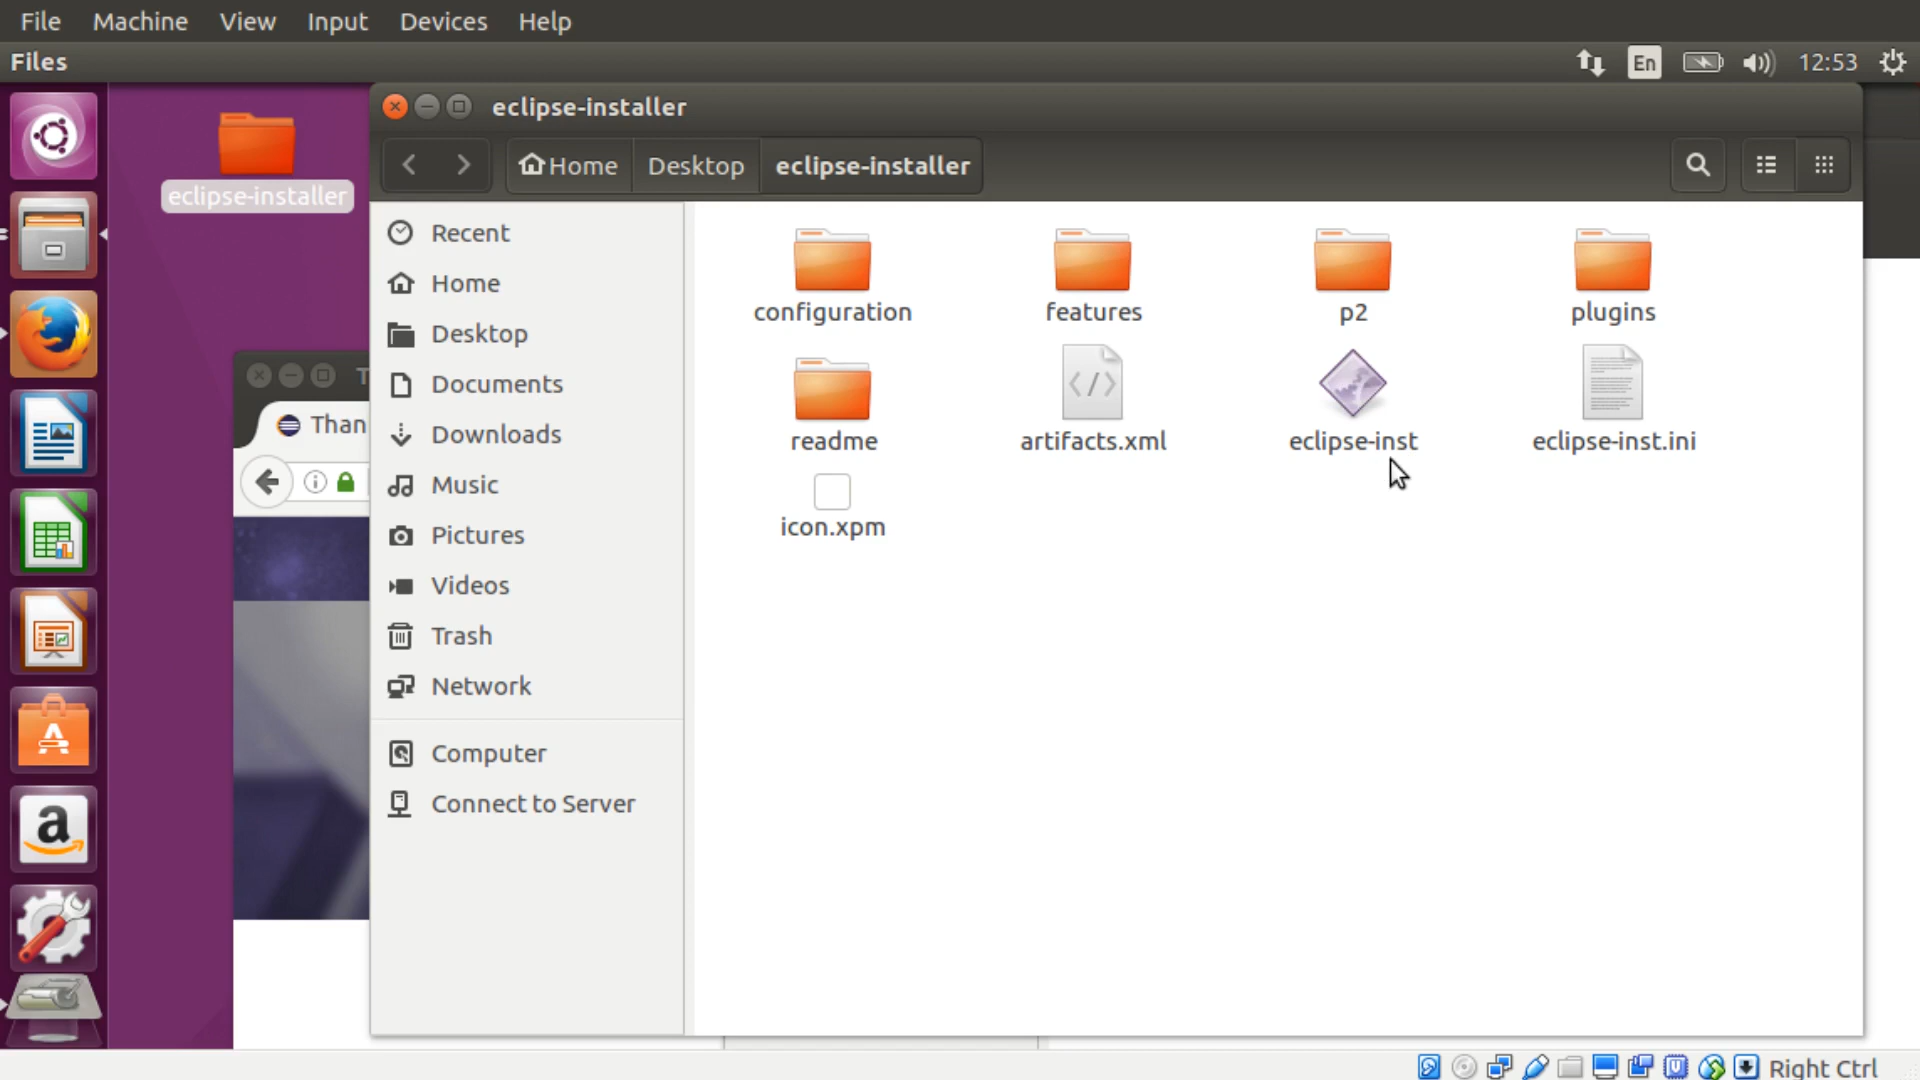 File Machine View Input Devices Help
Files En 12:53
eclipse-installer
eclipse-installer
Home Desktop eclipse-installer
Recent
Home
Desktop
Documents
Downloads
Music
Pictures
Videos
Trash
Network
Computer
Connect to Server
configuration features p2 plugins
readme artifacts.xml eclipse-inst eclipse-inst.ini
icon.xpm
Than
Right Ctrl